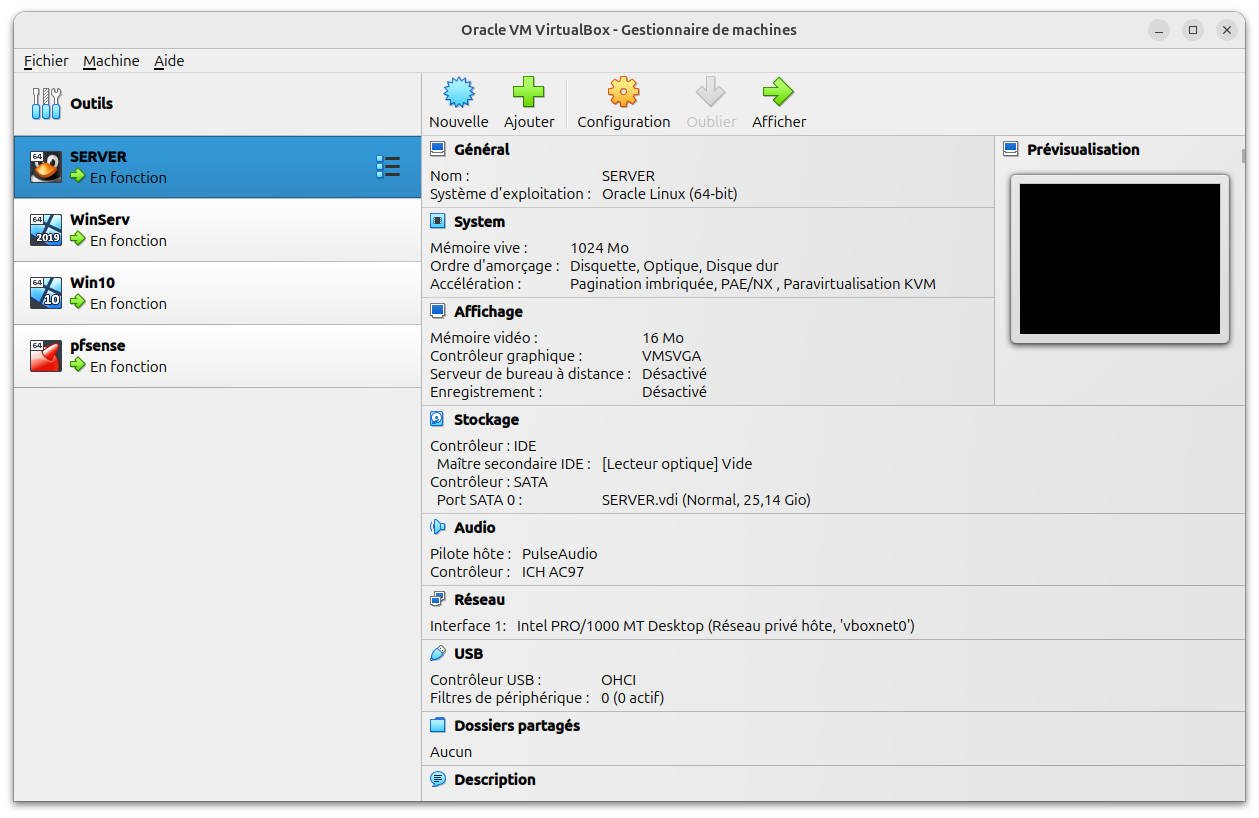 Oracle VM VirtualBox - Gestionnaire de machines
Fichier Machine Aide
Outils
Nouvelle Ajouter Configuration Oublier Afficher
64
SERVER
En fonction
64
2019
WinServ
En fonction
64
10
Win10
En fonction
64
pfsense
En fonction
Général
Nom : SERVER
Système d'exploitation : Oracle Linux (64-bit)
System
Mémoire vive : 1024 Mo
Ordre d'amorçage : Disquette, Optique, Disque dur
Accélération : Pagination imbriquée, PAE/NX , Paravirtualisation KVM
Affichage
Mémoire vidéo : 16 Mo
Contrôleur graphique : VMSVGA
Serveur de bureau à distance : Désactivé
Enregistrement : Désactivé
Prévisualisation
Stockage
Contrôleur : IDE
Maître secondaire IDE : [Lecteur optique] Vide
Contrôleur : SATA
Port SATA 0 : SERVER.vdi (Normal, 25,14 Gio)
Audio
Pilote hôte : PulseAudio
Contrôleur : ICH AC97
Réseau
Interface 1: Intel PRO/1000 MT Desktop (Réseau privé hôte, 'vboxnet0')
USB
Contrôleur USB : OHCI
Filtres de périphérique : 0 (0 actif)
Dossiers partagés
Aucun
Description